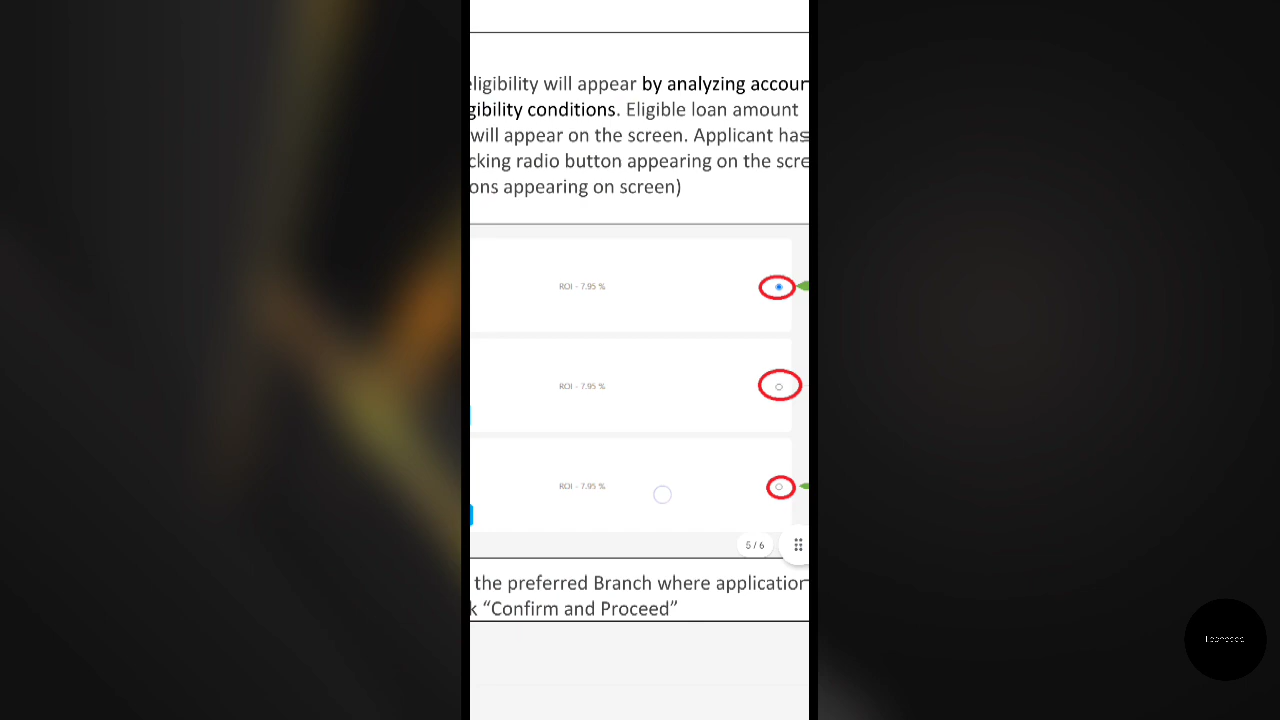 eligibility will appear by analyzing accour
gibility conditions. Eligible loan amount
will appear on the screen. Applicant has
cking radio button appearing on the scre
ons appearing on screen)
ROI - 7.95 %
ROI - 7.95 %
ROI - 7.95 %
5 / 6
the preferred Branch where application
k “Confirm and Proceed”